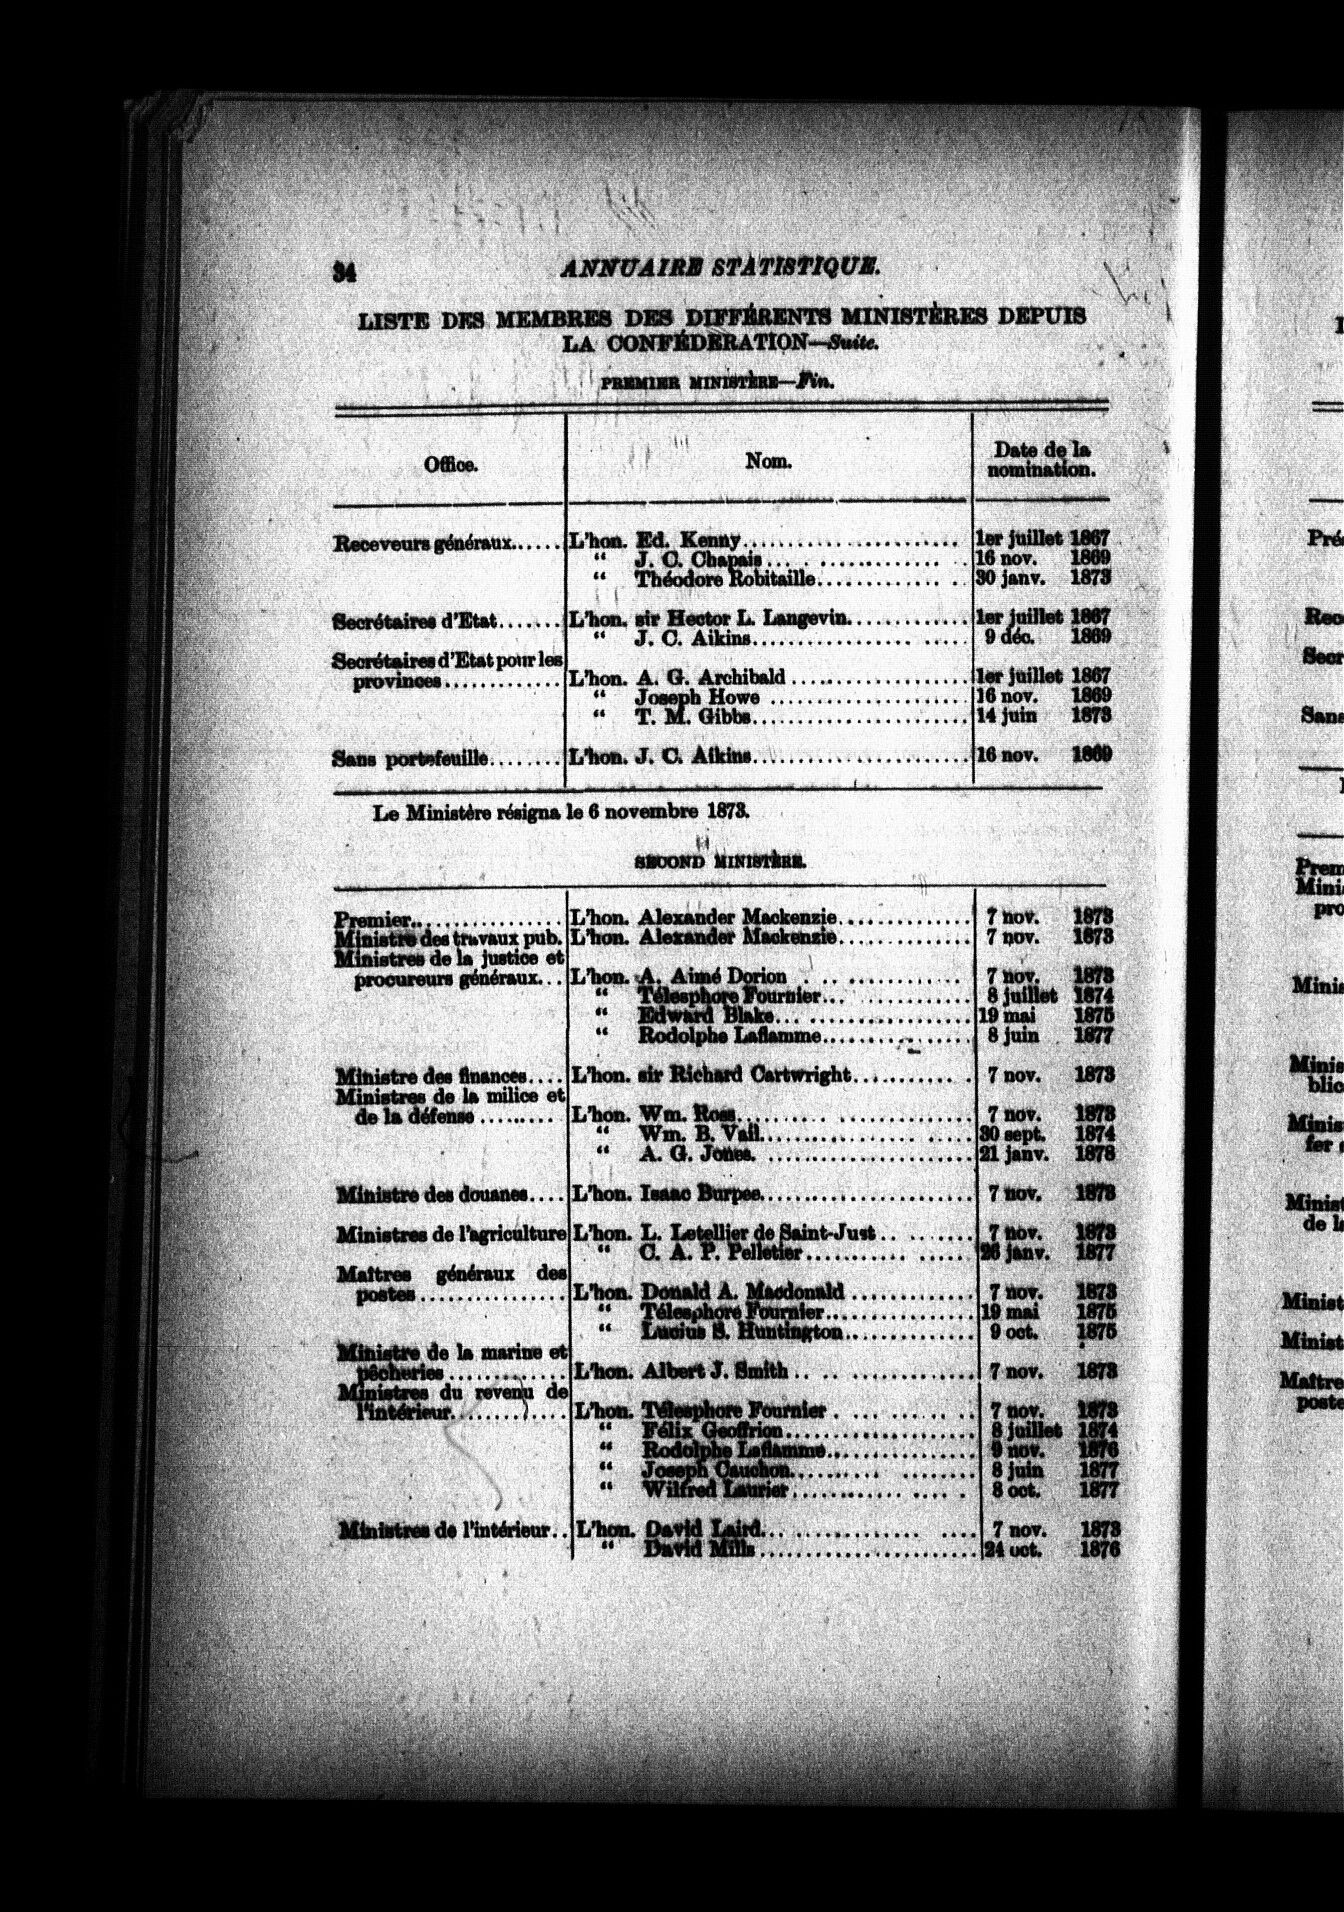 34 ANNUAIRE STATISTIQUE.
LISTE DES MEMBRES DES DIFFÉRENTS MINISTÈRES DEPUIS
LA CONFÉDÉRATION—Suite.
PREMIER MINISTÈRE—Fin.
Office. Nom. Date de la
nomination.
Receveurs généraux...... L'hon. Ed. Kenny........................ 1er juillet 1867
“ J. C. Chapais........................ 16 nov. 1869
“ Théodore Robitaille................ 30 janv. 1873
Secrétaires d'Etat....... L'hon. sir Hector L. Langevin............. 1er juillet 1867
“ J. C. Aikins........................ 9 déc. 1869
Secrétaires d'Etat pour les
provinces............. L'hon. A. G. Archibald .................... 1er juillet 1867
“ Joseph Howe ..................... 16 nov. 1869
“ T. M. Gibbs........................ 14 juin 1873
Sans portefeuille........ L'hon. J. C. Aikins........................ 16 nov. 1869
Le Ministère résigna le 6 novembre 1873.
SECOND MINISTÈRE.
Premier................. L'hon. Alexander Mackenzie............... 7 nov. 1873
Ministre des travaux pub. L'hon. Alexander Mackenzie............... 7 nov. 1873
Ministres de la justice et
procureurs généraux... L'hon. A. Aimé Dorion .................. 7 nov. 1873
“ Télesphore Fournier............... 8 juillet 1874
“ Edward Blake..................... 19 mai 1875
“ Rodolphe Laflamme................ 8 juin 1877
Ministre des finances.... L'hon. sir Richard Cartwright............. 7 nov. 1873
Ministres de la milice et
de la défense ......... L'hon. Wm. Ross........................ 7 nov. 1873
“ Wm. B. Vail..................... 30 sept. 1874
“ A. G. Jones. ..................... 21 janv. 1878
Ministre des douanes.... L'hon. Isaac Burpee..................... 7 nov. 1873
Ministres de l'agriculture L'hon. L. Letellier de Saint-Just ......... 7 nov. 1873
“ C. A. P. Pelletier................. 26 janv. 1877
Maîtres généraux des
postes................ L'hon. Donald A. Macdonald ............. 7 nov. 1873
“ Télesphore Fournier................ 19 mai 1875
“ Lucius S. Huntington.............. 9 oct. 1875
Ministre de la marine et
pêcheries ............ L'hon. Albert J. Smith .................. 7 nov. 1873
Ministres du revenu de
l'intérieur............. L'hon. Télesphore Fournier ............... 7 nov. 1873
“ Félix Geoffrion.................... 8 juillet 1874
“ Rodolphe Laflamme................ 9 nov. 1876
“ Joseph Cauchon.................. 8 juin 1877
“ Wilfred Laurier.................. 8 oct. 1877
Ministres de l'intérieur.. L'hon. David Laird..................... 7 nov. 1873
“ David Mills........................ 24 oct. 1876